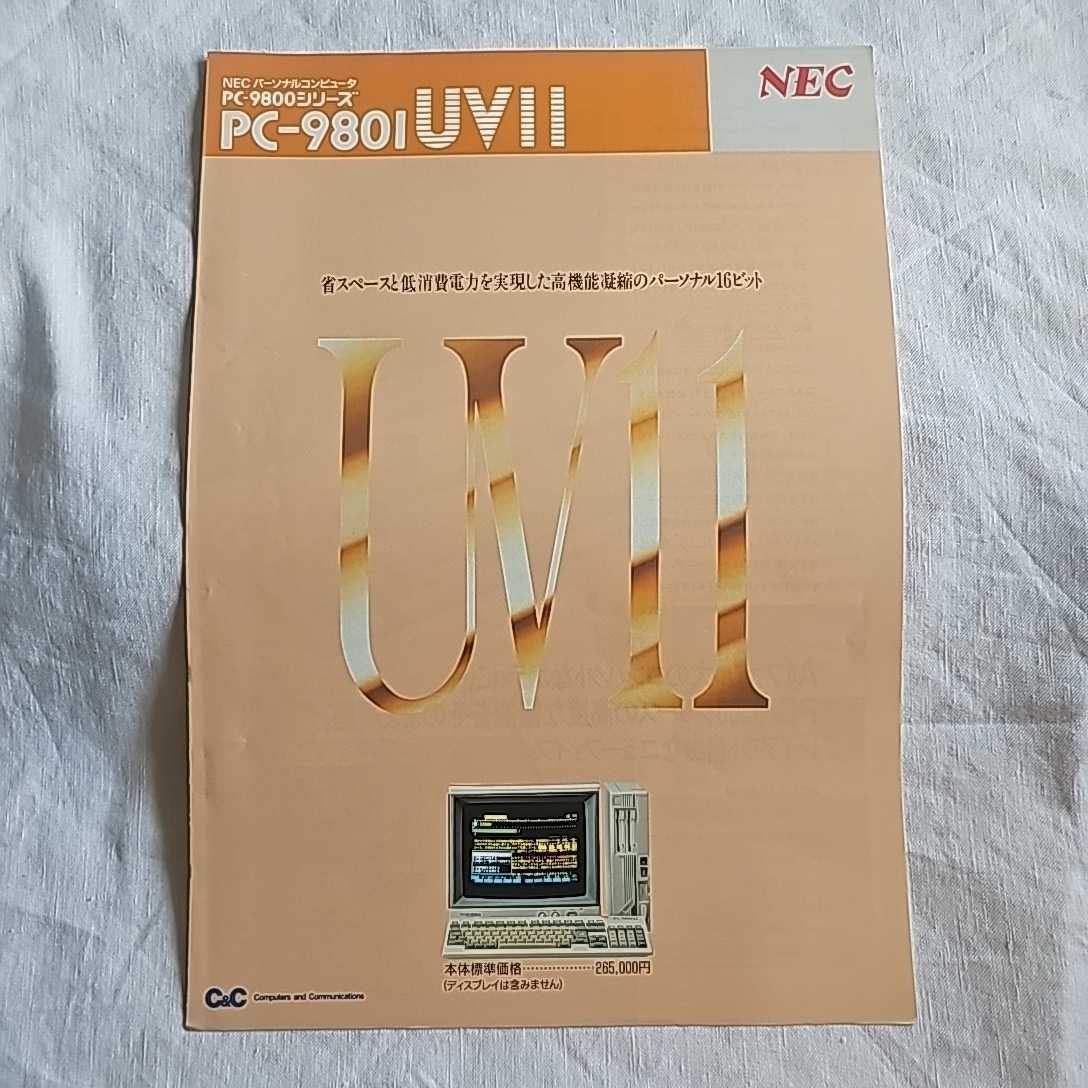 NEC パーソナルコンピュータ
PC-9800シリーズ
PC-9801UV11
NEC
省スペースと低消費電力を実現した高機能凝縮のパーソナル16ビット
UV11
本体標準価格………………265,000円
(ディスプレイは含みません)
C&C Computers and Communications